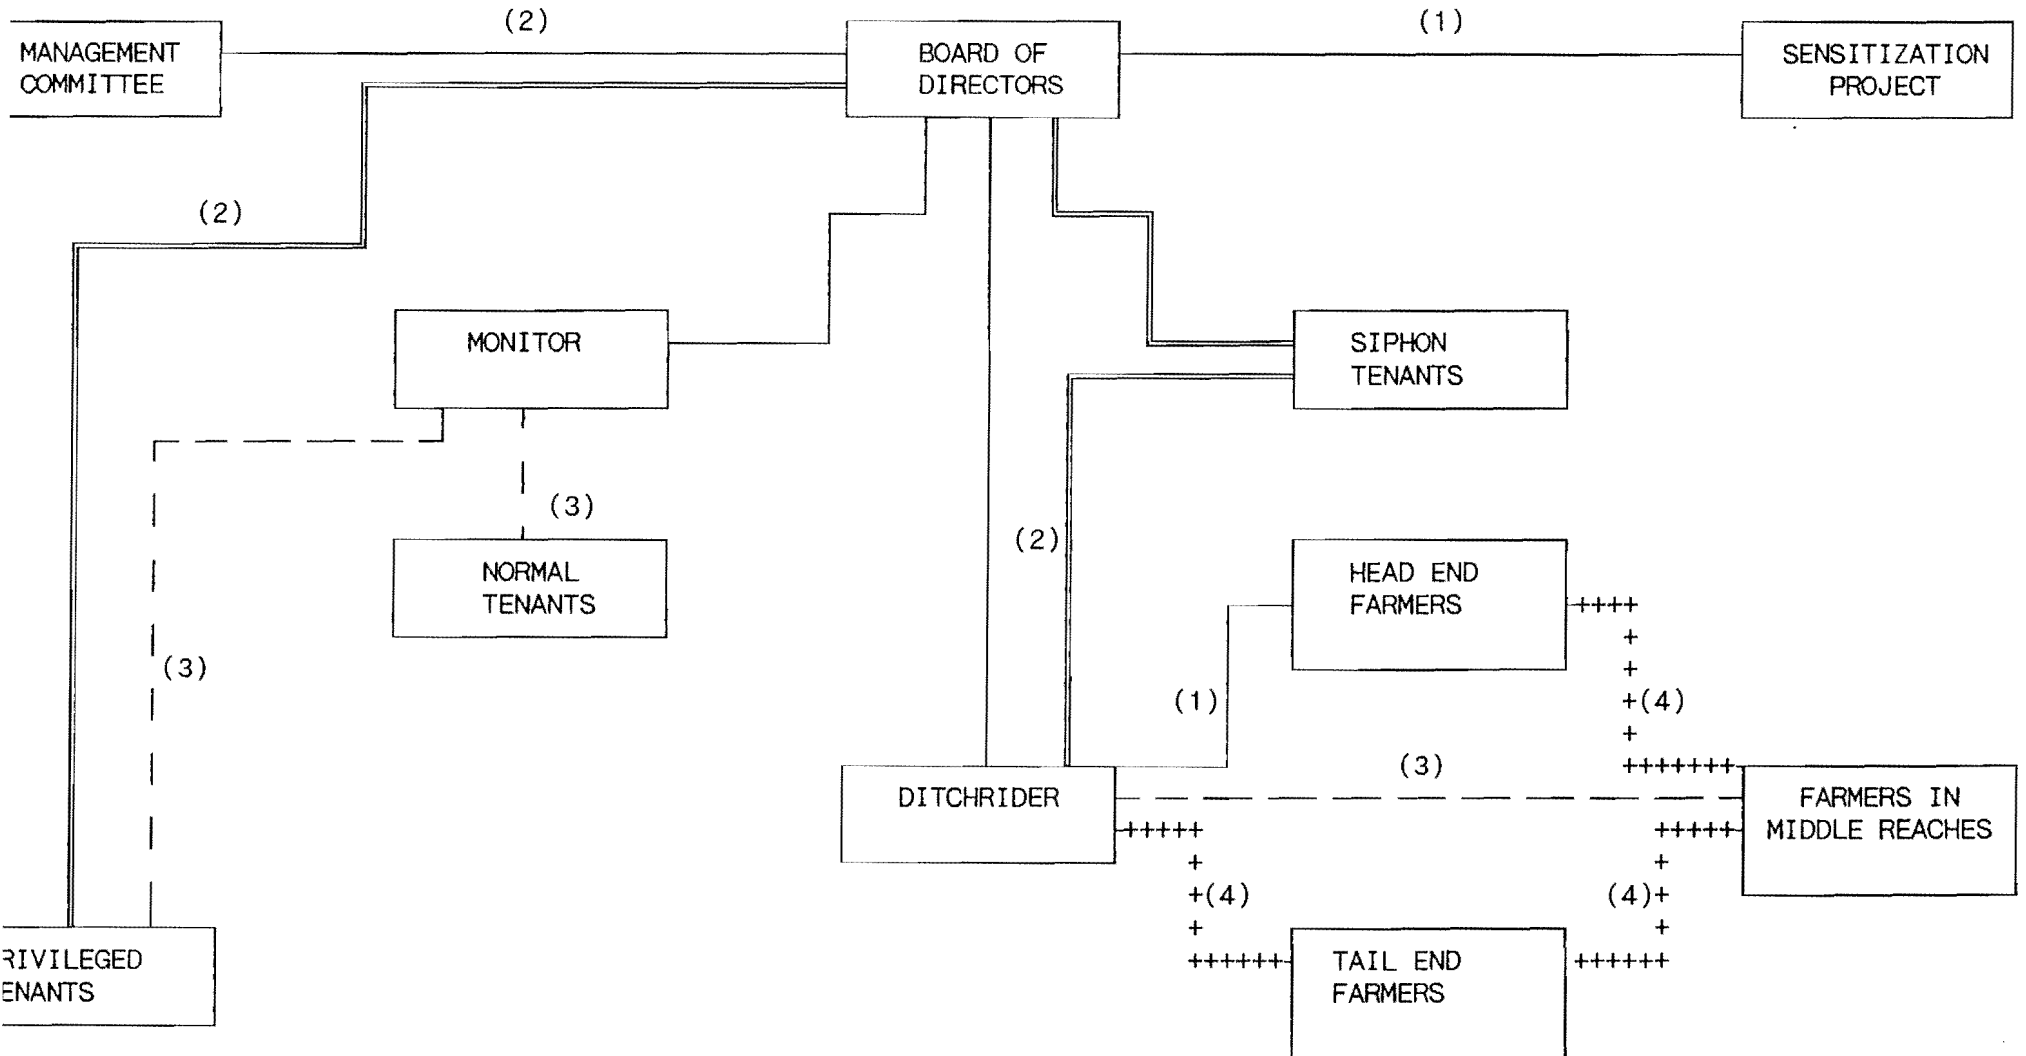 (2)
(1)
MANAGEMENT
COMMITTEE
BOARD OF
DIRECTORS
SENSITIZATION
PROJECT
(2)
MONITOR
SIPHON
TENANTS
(3)
(2)
NORMAL
TENANTS
HEAD END
FARMERS
(3)
(1)
(4)
(3)
DITCHRIDER
FARMERS IN
MIDDLE REACHES
(4)
(4)
RIVILEGED
ENANTS
TAIL END
FARMERS